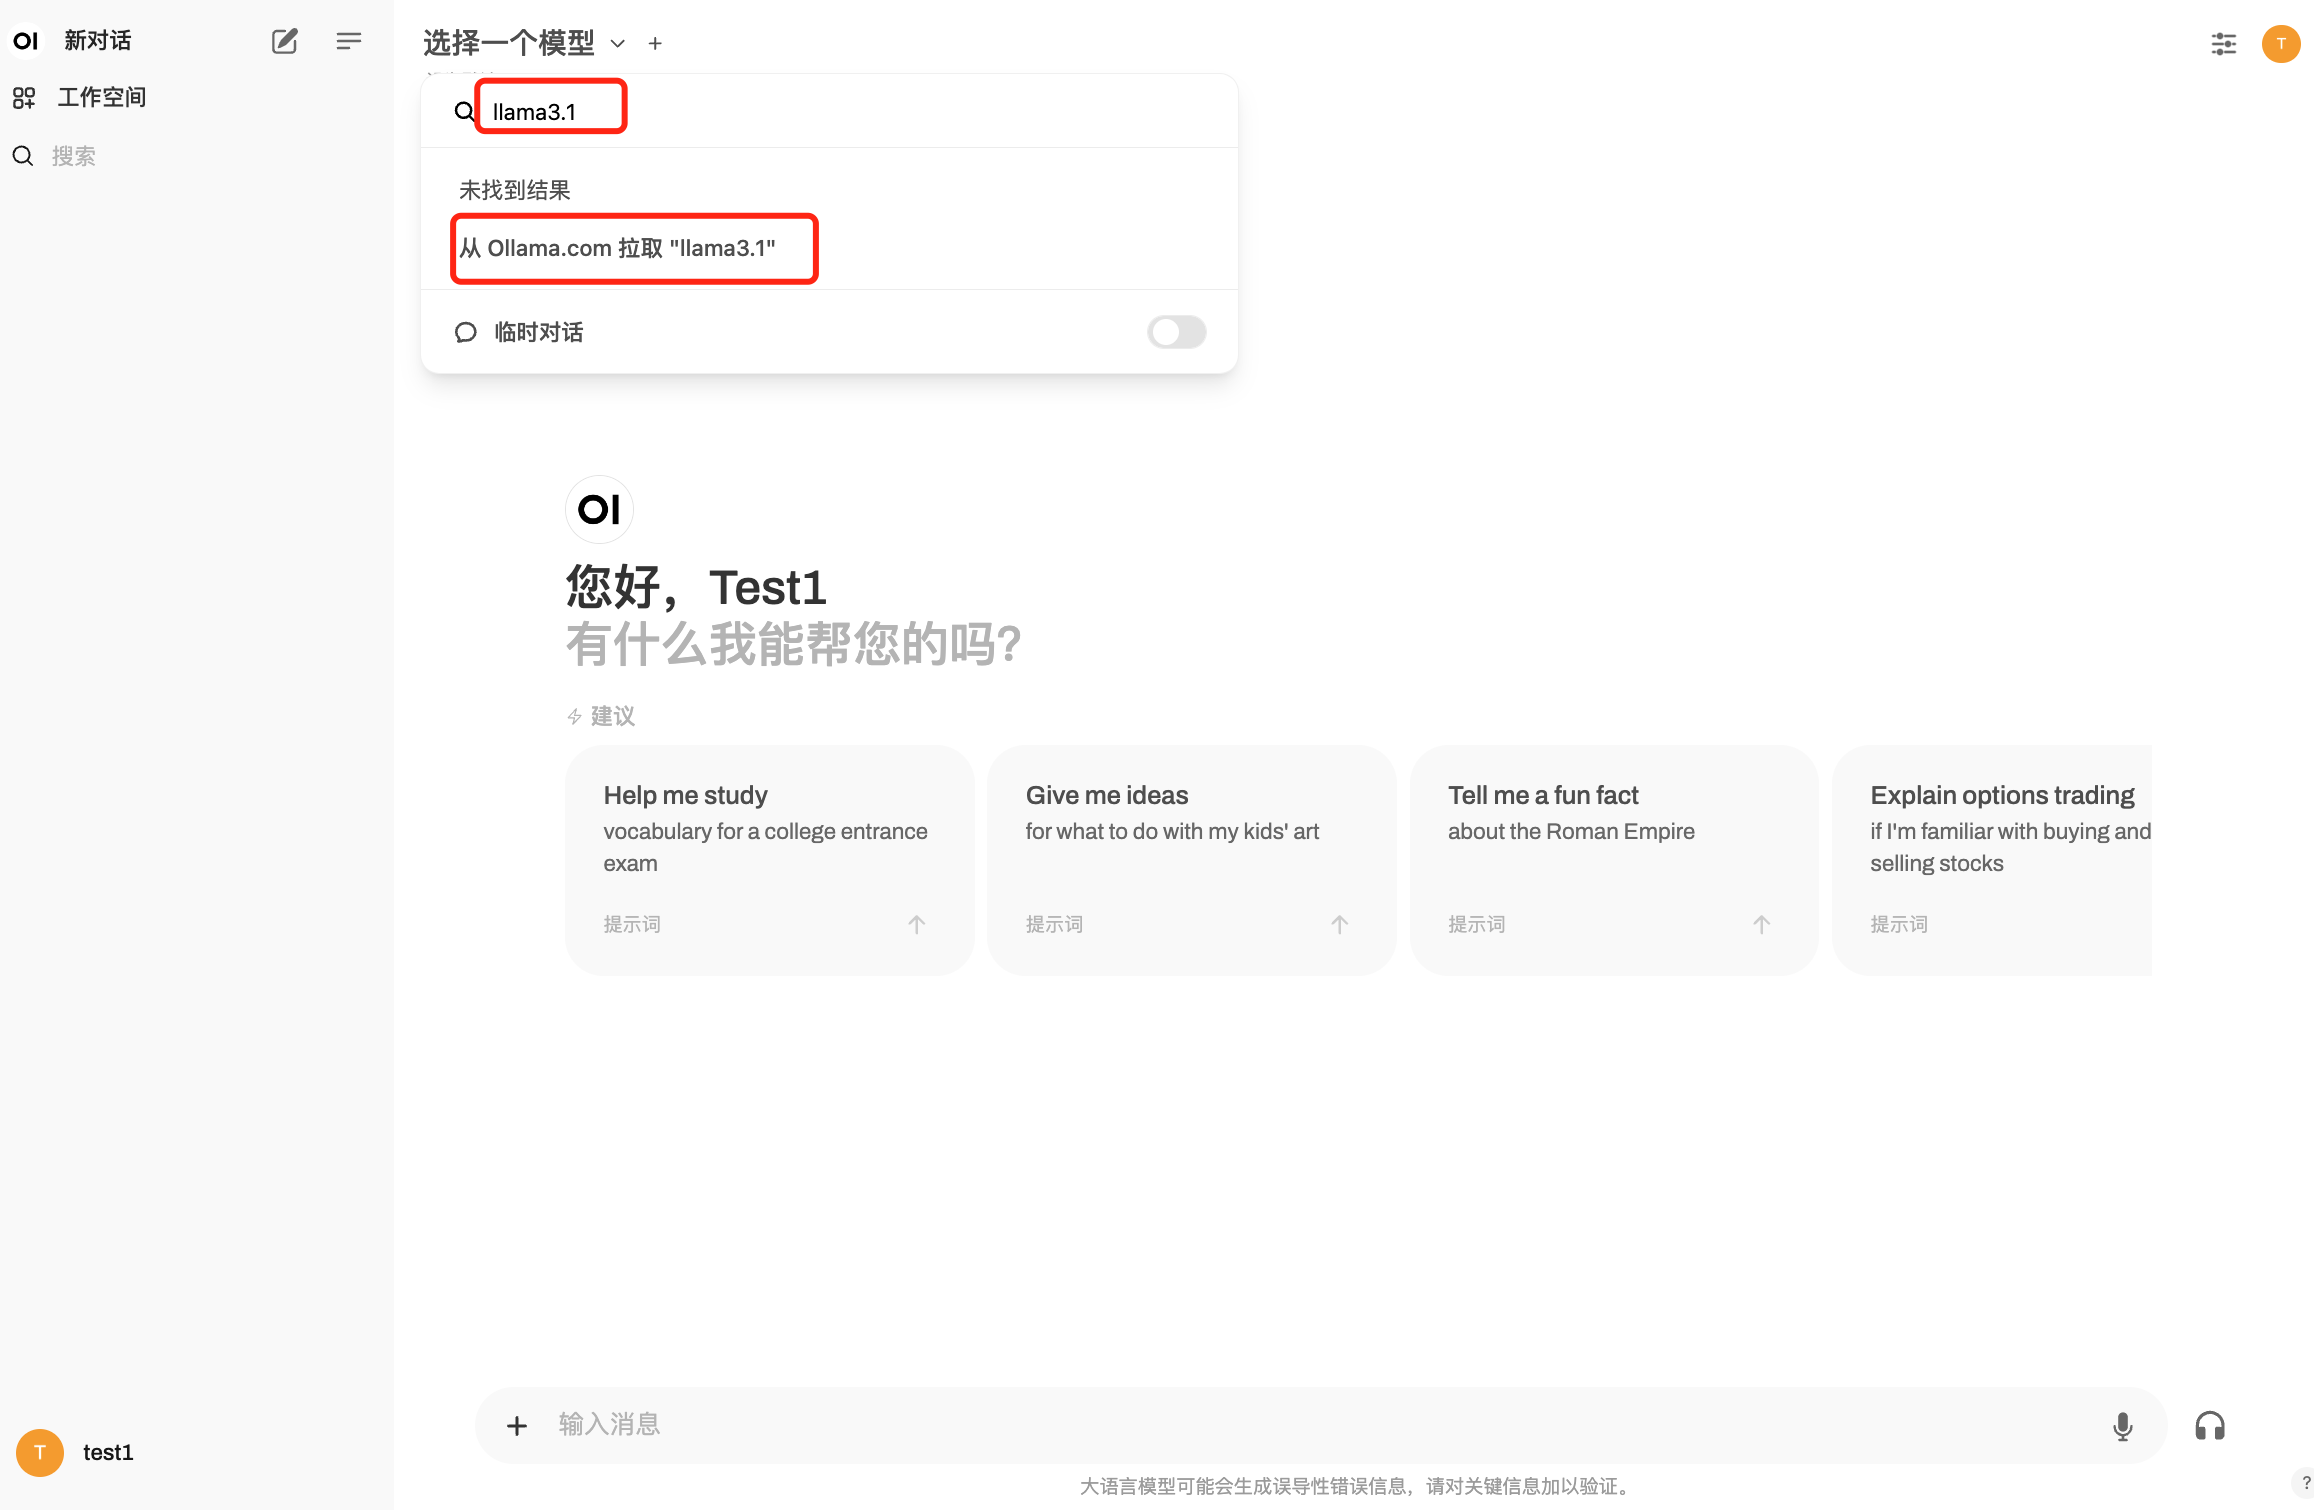 OI 新对话
工作空间
搜索
选择一个模型
T
llama3.1
未找到结果
从 Ollama.com 拉取 "llama3.1"
临时对话
OI
您好，Test1
有什么我能帮您的吗?
建议
Help me study
vocabulary for a college entrance
exam
提示词
Give me ideas
for what to do with my kids' art
提示词
Tell me a fun fact
about the Roman Empire
提示词
Explain options trading
if I'm familiar with buying and
selling stocks
提示词
输入消息
T test1
大语言模型可能会生成误导性错误信息，请对关键信息加以验证。
?